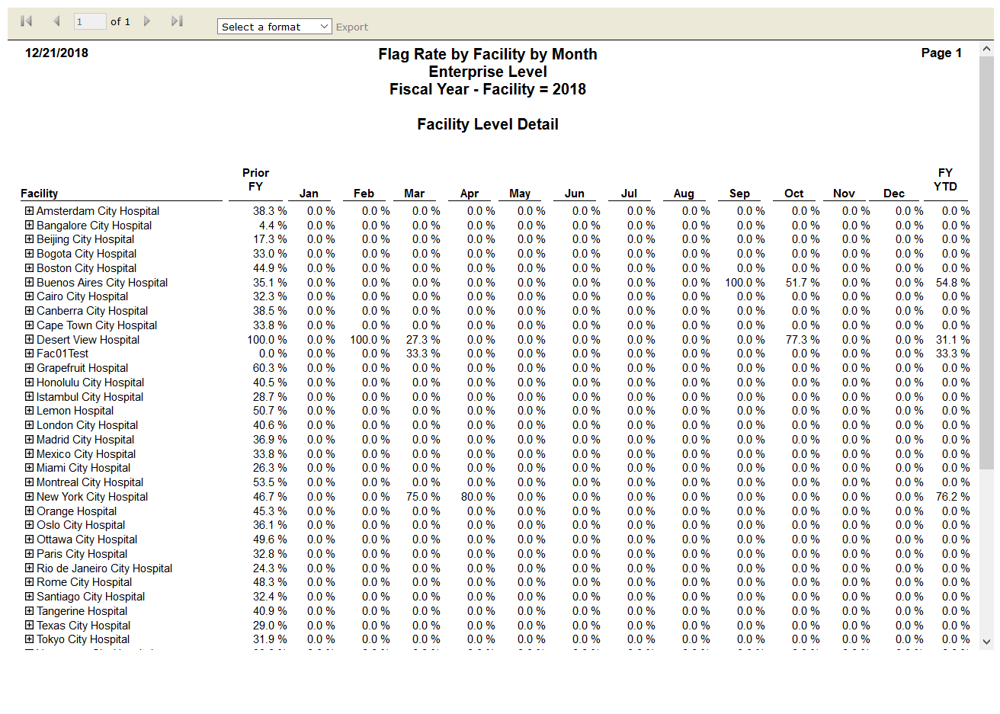 1 of 1 Select a format Export
12/21/2018 Flag Rate by Facility by Month Page 1
Enterprise Level
Fiscal Year - Facility = 2018
Facility Level Detail
Prior FY
Facility FY Jan Feb Mar Apr May Jun Jul Aug Sep Oct Nov Dec YTD
Amsterdam City Hospital 38.3 % 0.0 % 0.0 % 0.0 % 0.0 % 0.0 % 0.0 % 0.0 % 0.0 % 0.0 % 0.0 % 0.0 % 0.0 % 0.0 %
Bangalore City Hospital 4.4 % 0.0 % 0.0 % 0.0 % 0.0 % 0.0 % 0.0 % 0.0 % 0.0 % 0.0 % 0.0 % 0.0 % 0.0 % 0.0 %
Beijing City Hospital 17.3 % 0.0 % 0.0 % 0.0 % 0.0 % 0.0 % 0.0 % 0.0 % 0.0 % 0.0 % 0.0 % 0.0 % 0.0 % 0.0 %
Bogota City Hospital 33.0 % 0.0 % 0.0 % 0.0 % 0.0 % 0.0 % 0.0 % 0.0 % 0.0 % 0.0 % 0.0 % 0.0 % 0.0 % 0.0 %
Boston City Hospital 44.9 % 0.0 % 0.0 % 0.0 % 0.0 % 0.0 % 0.0 % 0.0 % 0.0 % 0.0 % 0.0 % 0.0 % 0.0 % 0.0 %
Buenos Aires City Hospital 35.1 % 0.0 % 0.0 % 0.0 % 0.0 % 0.0 % 0.0 % 0.0 % 0.0 % 100.0 % 51.7 % 0.0 % 0.0 % 54.8 %
Cairo City Hospital 32.3 % 0.0 % 0.0 % 0.0 % 0.0 % 0.0 % 0.0 % 0.0 % 0.0 % 0.0 % 0.0 % 0.0 % 0.0 % 0.0 %
Canberra City Hospital 38.5 % 0.0 % 0.0 % 0.0 % 0.0 % 0.0 % 0.0 % 0.0 % 0.0 % 0.0 % 0.0 % 0.0 % 0.0 % 0.0 %
Cape Town City Hospital 33.8 % 0.0 % 0.0 % 0.0 % 0.0 % 0.0 % 0.0 % 0.0 % 0.0 % 0.0 % 0.0 % 0.0 % 0.0 % 0.0 %
Desert View Hospital 100.0 % 0.0 % 100.0 % 27.3 % 0.0 % 0.0 % 0.0 % 0.0 % 0.0 % 0.0 % 77.3 % 0.0 % 0.0 % 31.1 %
Fac01Test 0.0 % 0.0 % 0.0 % 33.3 % 0.0 % 0.0 % 0.0 % 0.0 % 0.0 % 0.0 % 0.0 % 0.0 % 0.0 % 33.3 %
Grapefruit Hospital 60.3 % 0.0 % 0.0 % 0.0 % 0.0 % 0.0 % 0.0 % 0.0 % 0.0 % 0.0 % 0.0 % 0.0 % 0.0 % 0.0 %
Honolulu City Hospital 40.5 % 0.0 % 0.0 % 0.0 % 0.0 % 0.0 % 0.0 % 0.0 % 0.0 % 0.0 % 0.0 % 0.0 % 0.0 % 0.0 %
Istambul City Hospital 28.7 % 0.0 % 0.0 % 0.0 % 0.0 % 0.0 % 0.0 % 0.0 % 0.0 % 0.0 % 0.0 % 0.0 % 0.0 % 0.0 %
Lemon Hospital 50.7 % 0.0 % 0.0 % 0.0 % 0.0 % 0.0 % 0.0 % 0.0 % 0.0 % 0.0 % 0.0 % 0.0 % 0.0 % 0.0 %
London City Hospital 40.6 % 0.0 % 0.0 % 0.0 % 0.0 % 0.0 % 0.0 % 0.0 % 0.0 % 0.0 % 0.0 % 0.0 % 0.0 % 0.0 %
Madrid City Hospital 36.9 % 0.0 % 0.0 % 0.0 % 0.0 % 0.0 % 0.0 % 0.0 % 0.0 % 0.0 % 0.0 % 0.0 % 0.0 % 0.0 %
Mexico City Hospital 33.8 % 0.0 % 0.0 % 0.0 % 0.0 % 0.0 % 0.0 % 0.0 % 0.0 % 0.0 % 0.0 % 0.0 % 0.0 % 0.0 %
Miami City Hospital 26.3 % 0.0 % 0.0 % 0.0 % 0.0 % 0.0 % 0.0 % 0.0 % 0.0 % 0.0 % 0.0 % 0.0 % 0.0 % 0.0 %
Montreal City Hospital 53.5 % 0.0 % 0.0 % 0.0 % 0.0 % 0.0 % 0.0 % 0.0 % 0.0 % 0.0 % 0.0 % 0.0 % 0.0 % 0.0 %
New York City Hospital 46.7 % 0.0 % 0.0 % 75.0 % 80.0 % 0.0 % 0.0 % 0.0 % 0.0 % 0.0 % 0.0 % 0.0 % 0.0 % 76.2 %
Orange Hospital 45.3 % 0.0 % 0.0 % 0.0 % 0.0 % 0.0 % 0.0 % 0.0 % 0.0 % 0.0 % 0.0 % 0.0 % 0.0 % 0.0 %
Oslo City Hospital 36.1 % 0.0 % 0.0 % 0.0 % 0.0 % 0.0 % 0.0 % 0.0 % 0.0 % 0.0 % 0.0 % 0.0 % 0.0 % 0.0 %
Ottawa City Hospital 49.6 % 0.0 % 0.0 % 0.0 % 0.0 % 0.0 % 0.0 % 0.0 % 0.0 % 0.0 % 0.0 % 0.0 % 0.0 % 0.0 %
Paris City Hospital 32.8 % 0.0 % 0.0 % 0.0 % 0.0 % 0.0 % 0.0 % 0.0 % 0.0 % 0.0 % 0.0 % 0.0 % 0.0 % 0.0 %
Rio de Janeiro City Hospital 24.3 % 0.0 % 0.0 % 0.0 % 0.0 % 0.0 % 0.0 % 0.0 % 0.0 % 0.0 % 0.0 % 0.0 % 0.0 % 0.0 %
Rome City Hospital 48.3 % 0.0 % 0.0 % 0.0 % 0.0 % 0.0 % 0.0 % 0.0 % 0.0 % 0.0 % 0.0 % 0.0 % 0.0 % 0.0 %
Santiago City Hospital 32.4 % 0.0 % 0.0 % 0.0 % 0.0 % 0.0 % 0.0 % 0.0 % 0.0 % 0.0 % 0.0 % 0.0 % 0.0 % 0.0 %
Tangerine Hospital 40.9 % 0.0 % 0.0 % 0.0 % 0.0 % 0.0 % 0.0 % 0.0 % 0.0 % 0.0 % 0.0 % 0.0 % 0.0 % 0.0 %
Texas City Hospital 29.0 % 0.0 % 0.0 % 0.0 % 0.0 % 0.0 % 0.0 % 0.0 % 0.0 % 0.0 % 0.0 % 0.0 % 0.0 % 0.0 %
Tokyo City Hospital 31.9 % 0.0 % 0.0 % 0.0 % 0.0 % 0.0 % 0.0 % 0.0 % 0.0 % 0.0 % 0.0 % 0.0 % 0.0 % 0.0 %